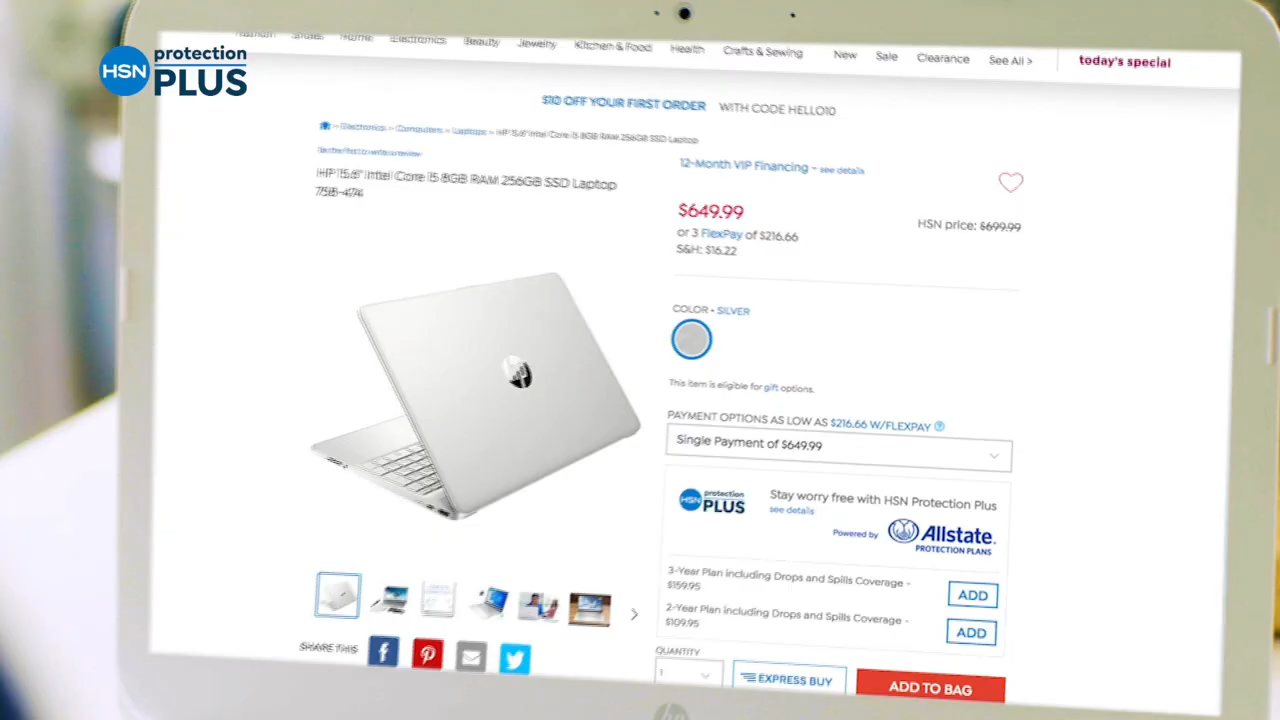 HSN protection PLUS
Fashion Shoes Home Electronics Beauty Jewelry Kitchen & Food Health Crafts & Sewing New Sale Clearance See All > today's special
$10 OFF YOUR FIRST ORDER WITH CODE HELLO10
> Electronics > Computers > Laptops > HP 15.6" Intel Core i5 8GB RAM 256GB SSD Laptop
Be the first to write a review
HP 15.6" Intel Core i5 8GB RAM 256GB SSD Laptop
758-474
12-Month VIP Financing - see details
$649.99
HSN price: $699.99
or 3 FlexPay of $216.66
S&H: $16.22
COLOR • SILVER
This item is eligible for gift options.
PAYMENT OPTIONS AS LOW AS $216.66 W/FLEXPAY ?
Single Payment of $649.99
HSN protection PLUS
Stay worry free with HSN Protection Plus
see details
Powered by Allstate.
PROTECTION PLANS
3-Year Plan including Drops and Spills Coverage -
$159.95
ADD
2-Year Plan including Drops and Spills Coverage -
$109.95
ADD
SHARE THIS
QUANTITY
1
EXPRESS BUY
ADD TO BAG
hp